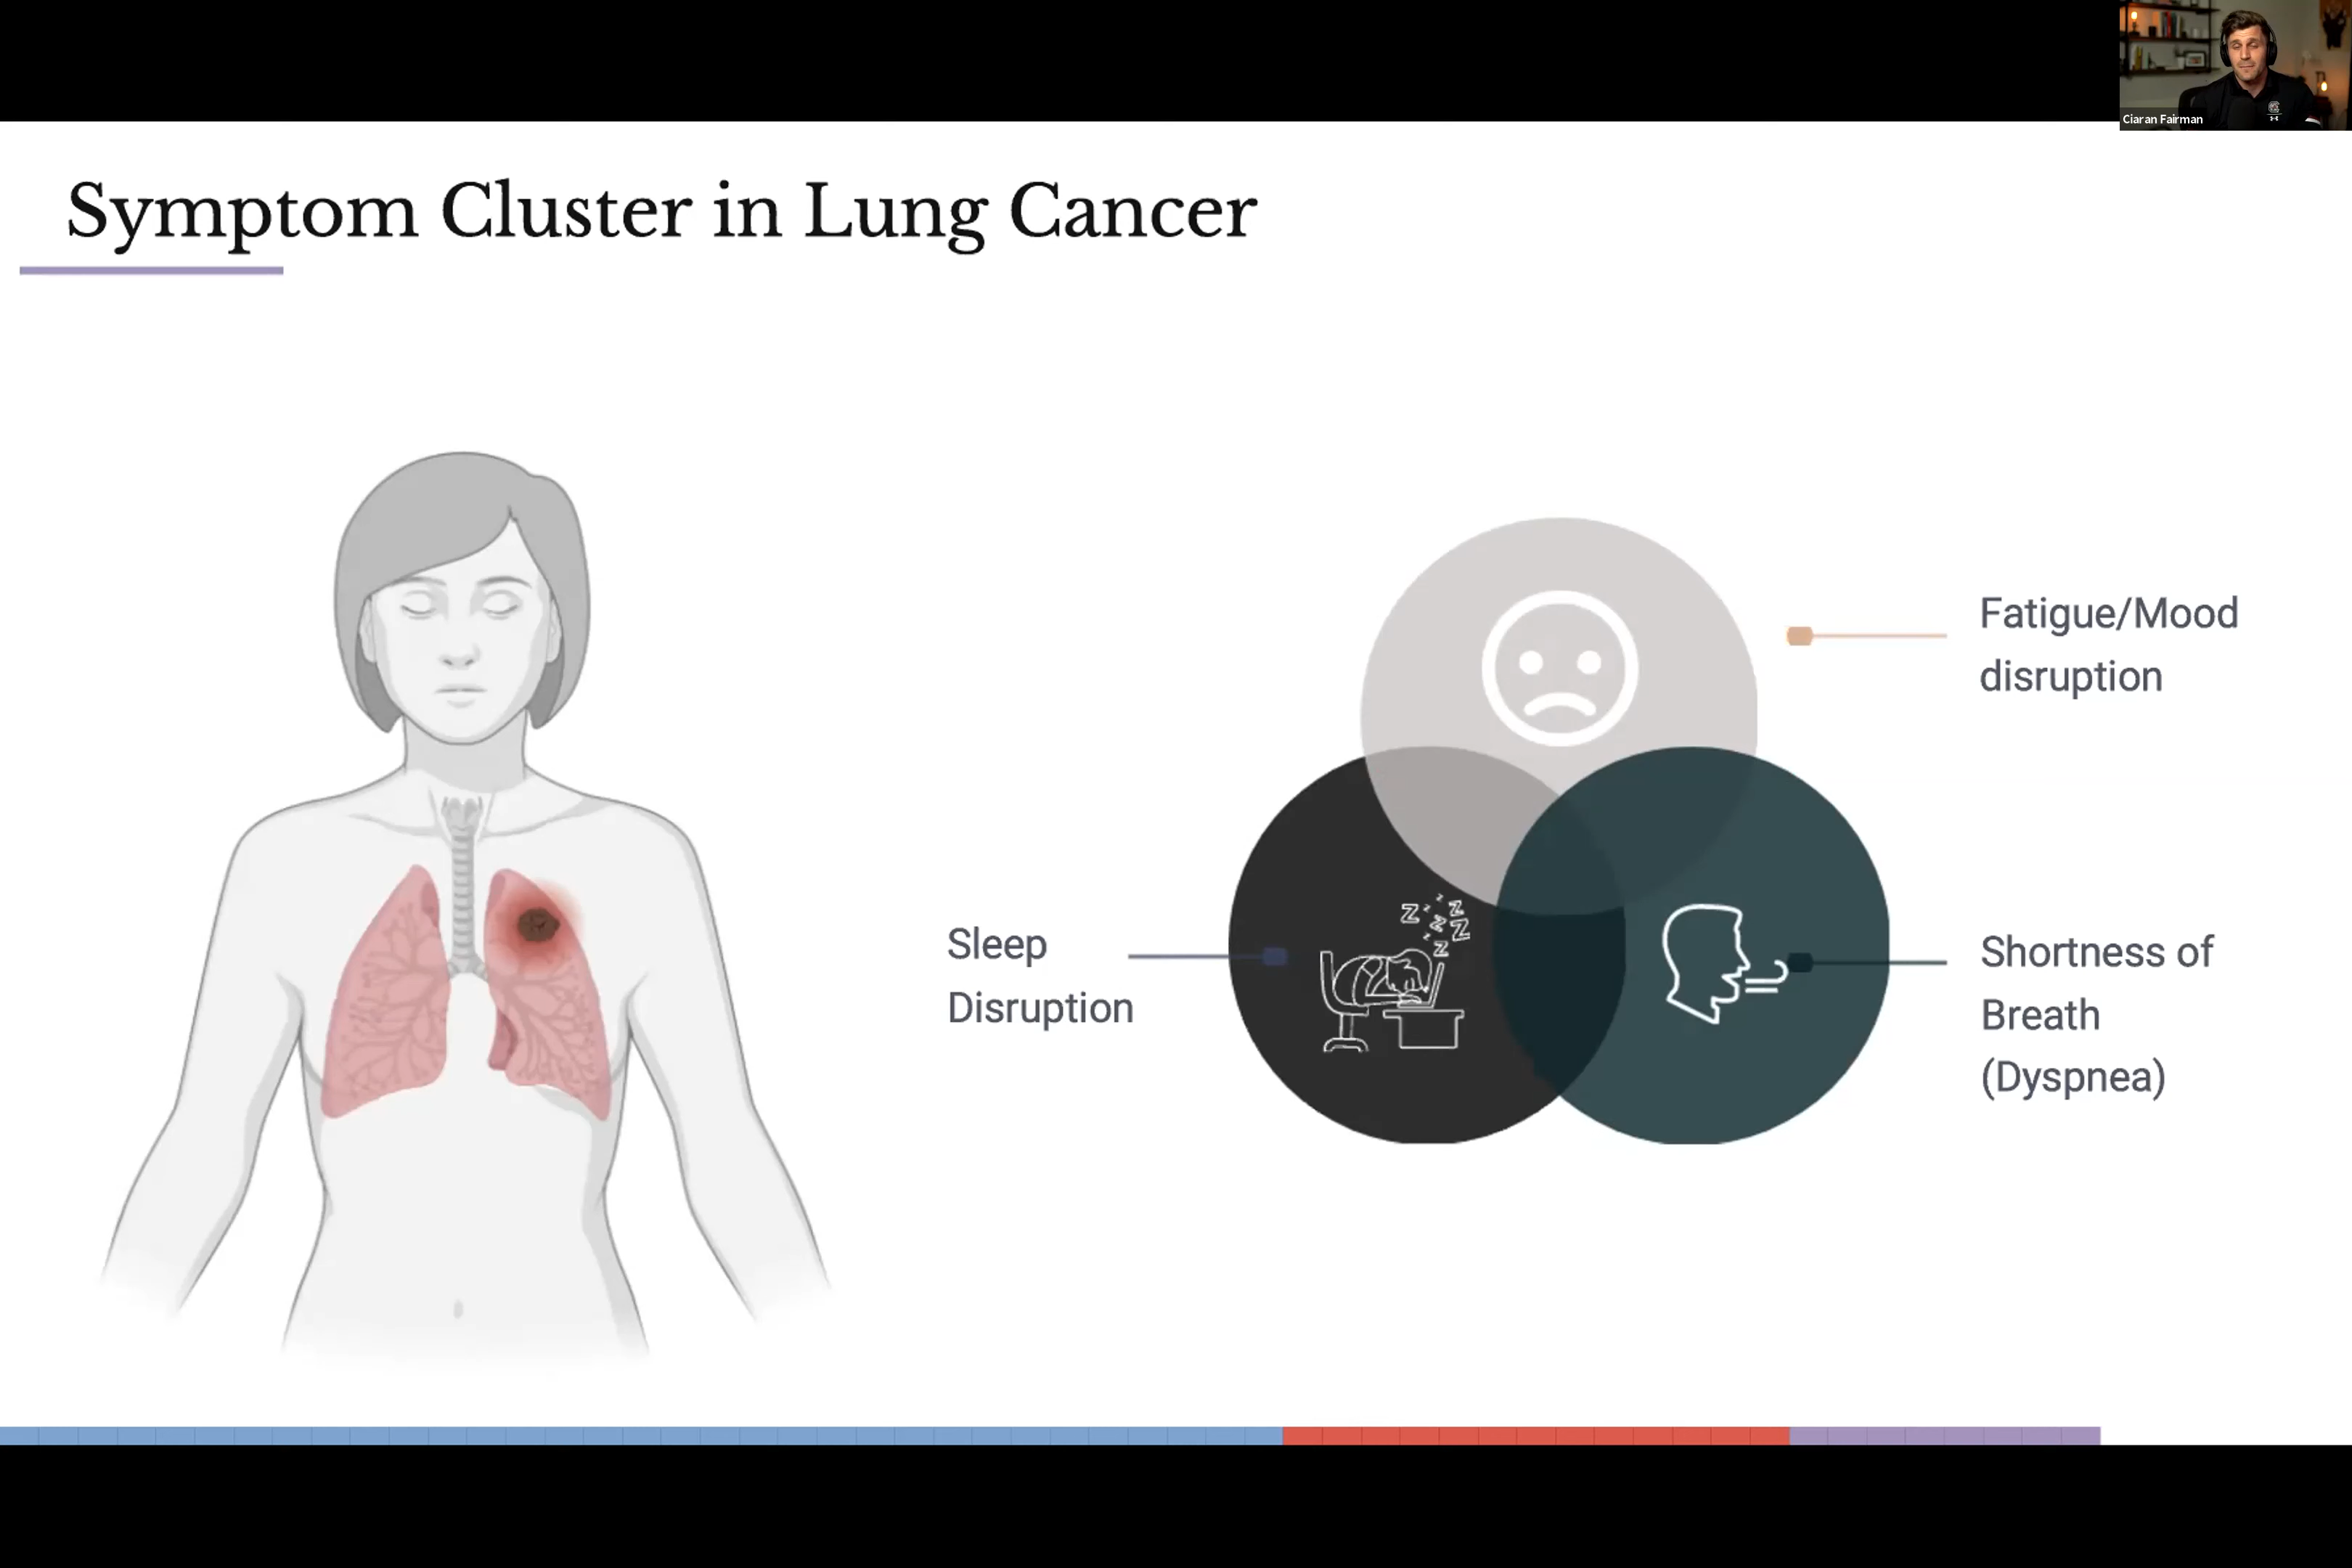 Ciaran Fairman
Symptom Cluster in Lung Cancer
Fatigue/Mood
disruption
Sleep
Disruption
Shortness of
Breath
(Dyspnea)
z z z z z z z z